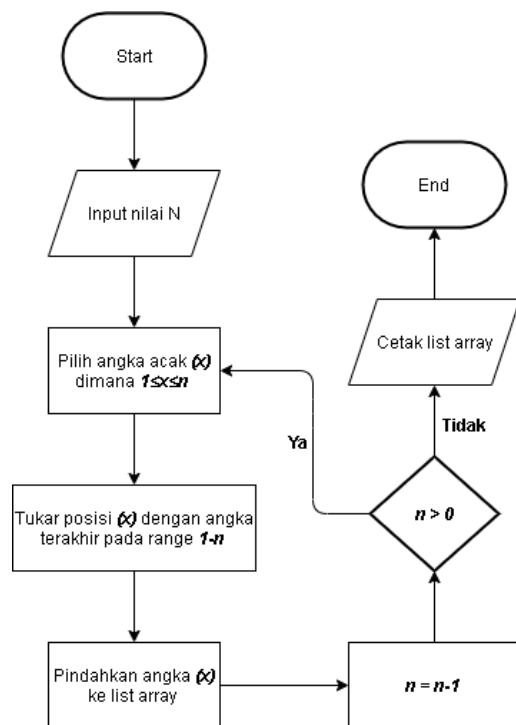 Start
Input nilai N
Pilih angka acak (x)
dimana 1≤x≤n
Tukar posisi (x) dengan angka
terakhir pada range 1-n
Pindahkan angka (x)
ke list array
n = n-1
n > 0
Ya
Tidak
Cetak list array
End